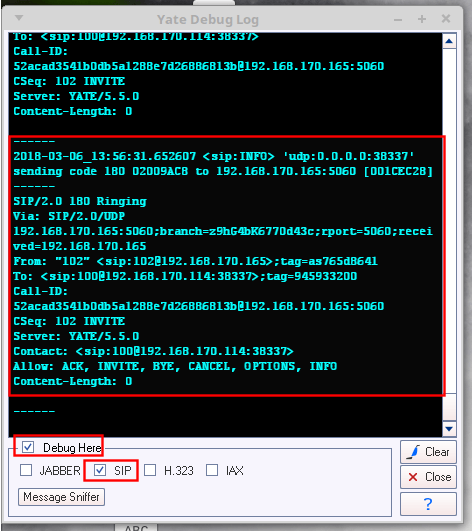 Yate Debug Log
To: <sip:100@192.168.170.114:38337>
Call-ID:
52acad3541b0db5a1288e7d26886813b@192.168.170.165:5060
CSeq: 102 INVITE
Server: YATE/5.5.0
Content-Length: 0
------
2018-03-06_13:56:31.652607 <sip:INFO> 'udp:0.0.0.0:38337'
sending code 180 02009AC8 to 192.168.170.165:5060 [001CEC28]
------
SIP/2.0 180 Ringing
Via: SIP/2.0/UDP
192.168.170.165:5060;branch=z9hG4bK6770d43c;rport=5060;recei
ved=192.168.170.165
From: "102" <sip:102@192.168.170.165>;tag=as765d8641
To: <sip:100@192.168.170.114:38337>;tag=945933200
Call-ID:
52acad3541b0db5a1288e7d26886813b@192.168.170.165:5060
CSeq: 102 INVITE
Server: YATE/5.5.0
Contact: <sip:100@192.168.170.114:38337>
Allow: ACK, INVITE, BYE, CANCEL, OPTIONS, INFO
Content-Length: 0
------
Debug Here
Clear
JABBER SIP H.323 IAX
Close
Message Sniffer
?
ABC